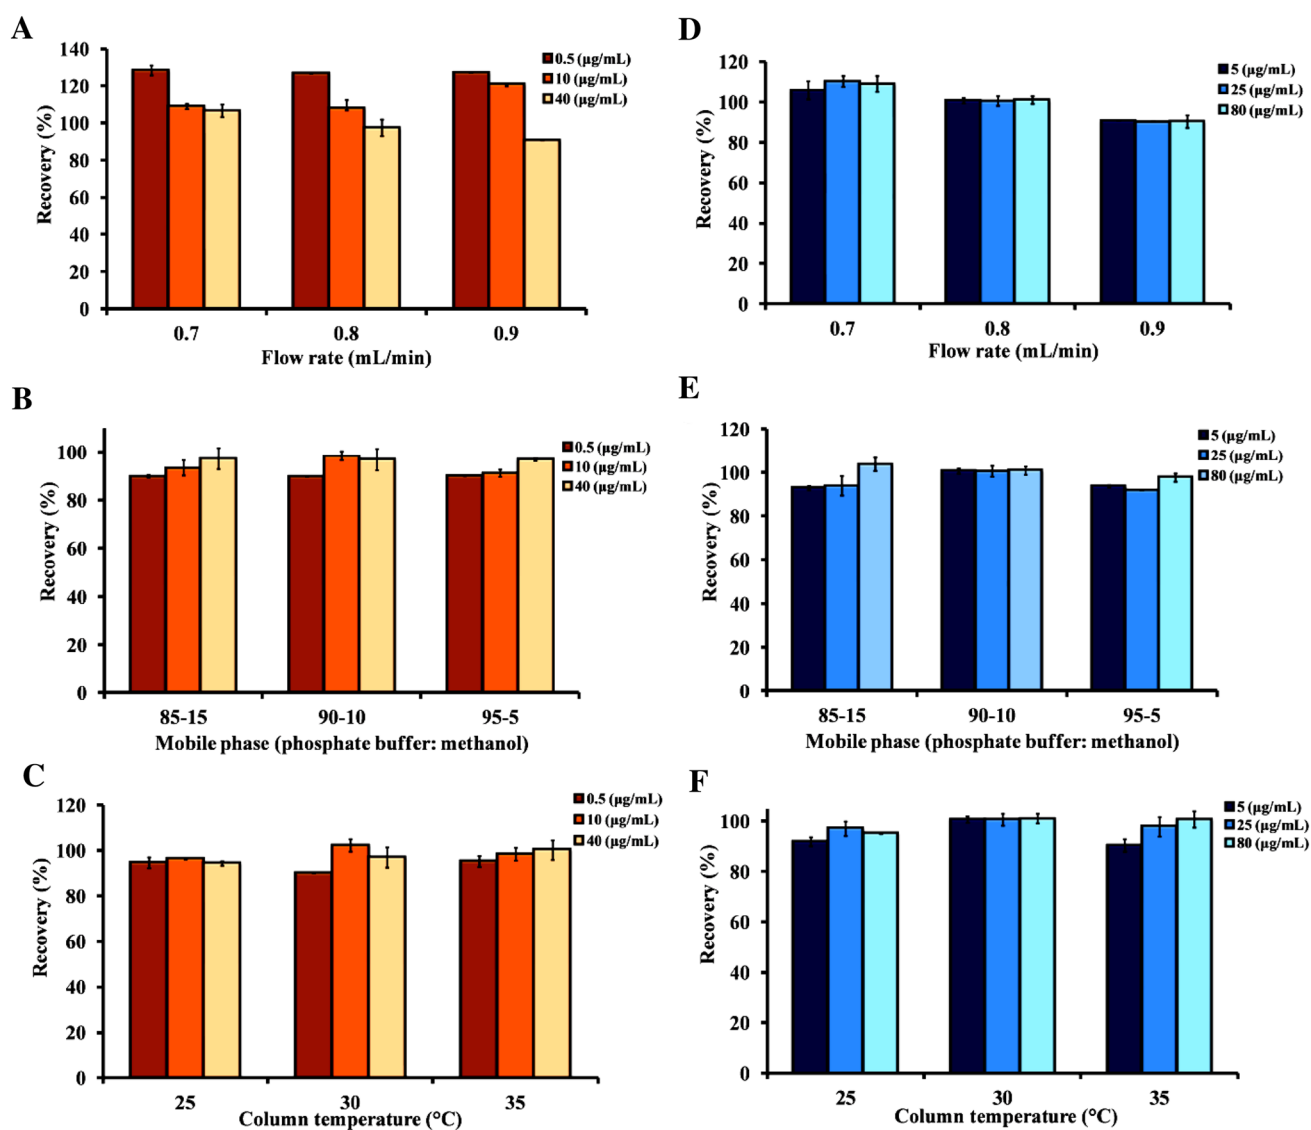 A
Recovery (%)
140
120
100
80
60
40
20
0
0.7
0.8
0.9
Flow rate (mL/min)
0.5 (µg/mL)
10 (µg/mL)
40 (µg/mL)
D
Recovery (%)
120
100
80
60
40
20
0
0.7
0.8
0.9
Flow rate (mL/min)
5 (µg/mL)
25 (µg/mL)
80 (µg/mL)
B
Recovery (%)
100
80
60
40
20
0
85-15
90-10
95-5
Mobile phase (phosphate buffer: methanol)
0.5 (µg/mL)
10 (µg/mL)
40 (µg/mL)
E
Recovery (%)
120
100
80
60
40
20
0
85-15
90-10
95-5
Mobile phase (phosphate buffer: methanol)
5 (µg/mL)
25 (µg/mL)
80 (µg/mL)
C
Recovery (%)
120
100
80
60
40
20
0
25
30
35
Column temperature (°C)
0.5 (µg/mL)
10 (µg/mL)
40 (µg/mL)
F
Recovery (%)
100
80
60
40
20
0
25
30
35
Column temperature (°C)
5 (µg/mL)
25 (µg/mL)
80 (µg/mL)